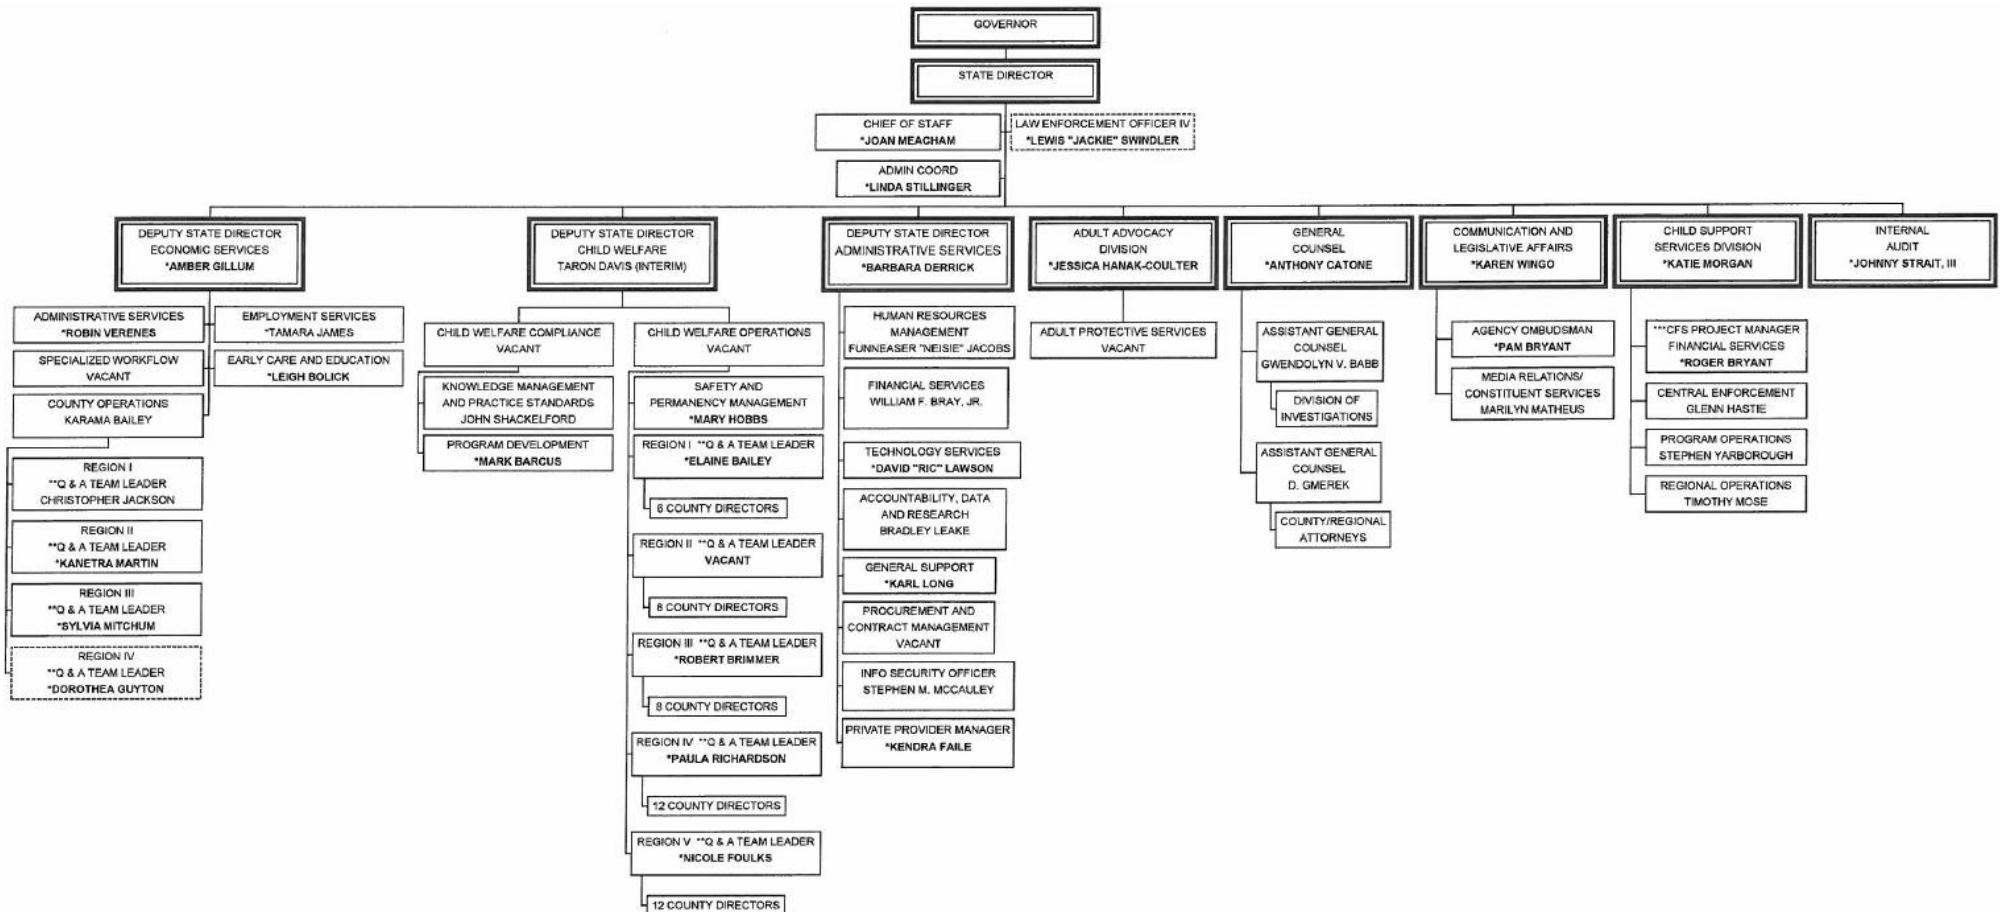 GOVERNOR
STATE DIRECTOR
CHIEF OF STAFF
*JOAN MEACHAM
LAW ENFORCEMENT OFFICER IV
*LEWIS "JACKIE" SWINDLER
ADMIN COORD
*LINDA STILLINGER
DEPUTY STATE DIRECTOR
ECONOMIC SERVICES
*AMBER GILLUM
ADMINISTRATIVE SERVICES
*ROBIN VERENES
EMPLOYMENT SERVICES
*TAMARA JAMES
SPECIALIZED WORKFLOW
VACANT
EARLY CARE AND EDUCATION
*LEIGH BOLICK
COUNTY OPERATIONS
KARAMA BAILEY
REGION I
**Q & A TEAM LEADER
CHRISTOPHER JACKSON
REGION II
**Q & A TEAM LEADER
*KANETRA MARTIN
REGION III
**Q & A TEAM LEADER
*SYLVIA MITCHUM
REGION IV
**Q & A TEAM LEADER
*DOROTHEA GUYTON
DEPUTY STATE DIRECTOR
CHILD WELFARE
TARON DAVIS (INTERIM)
CHILD WELFARE COMPLIANCE
VACANT
KNOWLEDGE MANAGEMENT
AND PRACTICE STANDARDS
JOHN SHACKELFORD
PROGRAM DEVELOPMENT
*MARK BARCUS
CHILD WELFARE OPERATIONS
VACANT
SAFETY AND
PERMANENCY MANAGEMENT
*MARY HOBBS
REGION I **Q & A TEAM LEADER
*ELAINE BAILEY
6 COUNTY DIRECTORS
REGION II **Q & A TEAM LEADER
VACANT
8 COUNTY DIRECTORS
REGION III **Q & A TEAM LEADER
*ROBERT BRIMMER
8 COUNTY DIRECTORS
REGION IV **Q & A TEAM LEADER
*PAULA RICHARDSON
12 COUNTY DIRECTORS
REGION V **Q & A TEAM LEADER
*NICOLE FOULKS
12 COUNTY DIRECTORS
DEPUTY STATE DIRECTOR
ADMINISTRATIVE SERVICES
*BARBARA DERRICK
HUMAN RESOURCES
MANAGEMENT
FUNNEASER "NEISIE" JACOBS
FINANCIAL SERVICES
WILLIAM F. BRAY, JR.
TECHNOLOGY SERVICES
*DAVID "RIC" LAWSON
ACCOUNTABILITY, DATA
AND RESEARCH
BRADLEY LEAKE
GENERAL SUPPORT
*KARL LONG
PROCUREMENT AND
CONTRACT MANAGEMENT
VACANT
INFO SECURITY OFFICER
STEPHEN M. MCCAULEY
PRIVATE PROVIDER MANAGER
*KENDRA FAILE
ADULT ADVOCACY
DIVISION
*JESSICA HANAK-COULTER
ADULT PROTECTIVE SERVICES
VACANT
GENERAL
COUNSEL
*ANTHONY CATONE
ASSISTANT GENERAL
COUNSEL
GWENDOLYN V. BABB
DIVISION OF
INVESTIGATIONS
ASSISTANT GENERAL
COUNSEL
D. GMEREK
COUNTY/REGIONAL
ATTORNEYS
COMMUNICATION AND
LEGISLATIVE AFFAIRS
*KAREN WINGO
AGENCY OMBUDSMAN
*PAM BRYANT
MEDIA RELATIONS/
CONSTITUENT SERVICES
MARILYN MATHEUS
CHILD SUPPORT
SERVICES DIVISION
*KATIE MORGAN
***CFS PROJECT MANAGER
FINANCIAL SERVICES
*ROGER BRYANT
CENTRAL ENFORCEMENT
GLENN HASTIE
PROGRAM OPERATIONS
STEPHEN YARBOROUGH
REGIONAL OPERATIONS
TIMOTHY MOSE
INTERNAL
AUDIT
*JOHNNY STRAIT, III